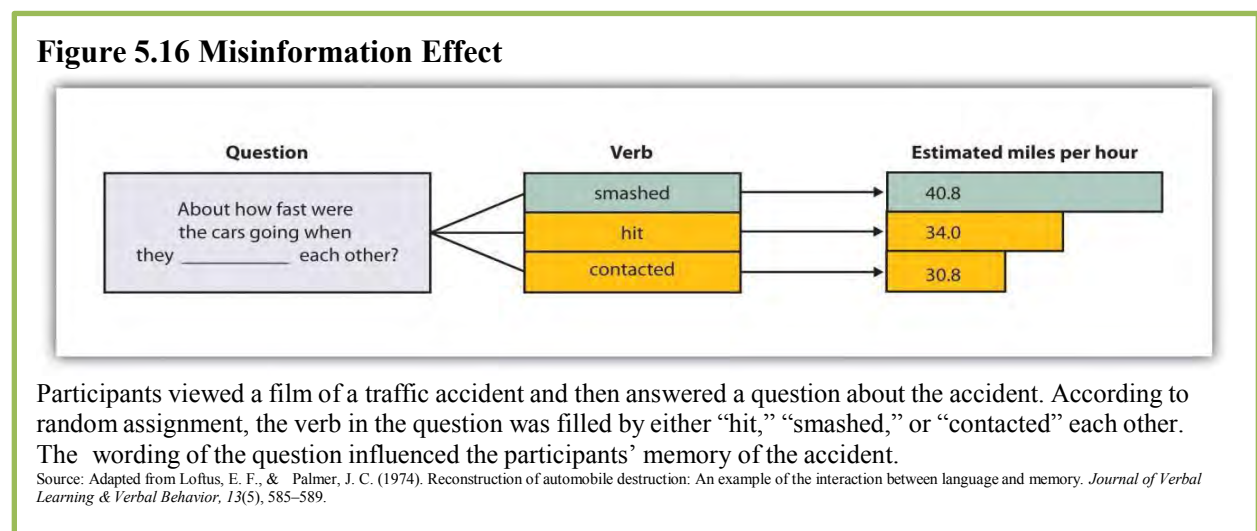 Figure 5.16 Misinformation Effect
Question Verb Estimated miles per hour
About how fast were
the cars going when
they __________ each other?
smashed 40.8
hit 34.0
contacted 30.8
Participants viewed a film of a traffic accident and then answered a question about the accident. According to
random assignment, the verb in the question was filled by either “hit,” “smashed,” or “contacted” each other.
The wording of the question influenced the participants’ memory of the accident.
Source: Adapted from Loftus, E. F., & Palmer, J. C. (1974). Reconstruction of automobile destruction: An example of the interaction between language and memory. Journal of Verbal
Learning & Verbal Behavior, 13(5), 585–589.